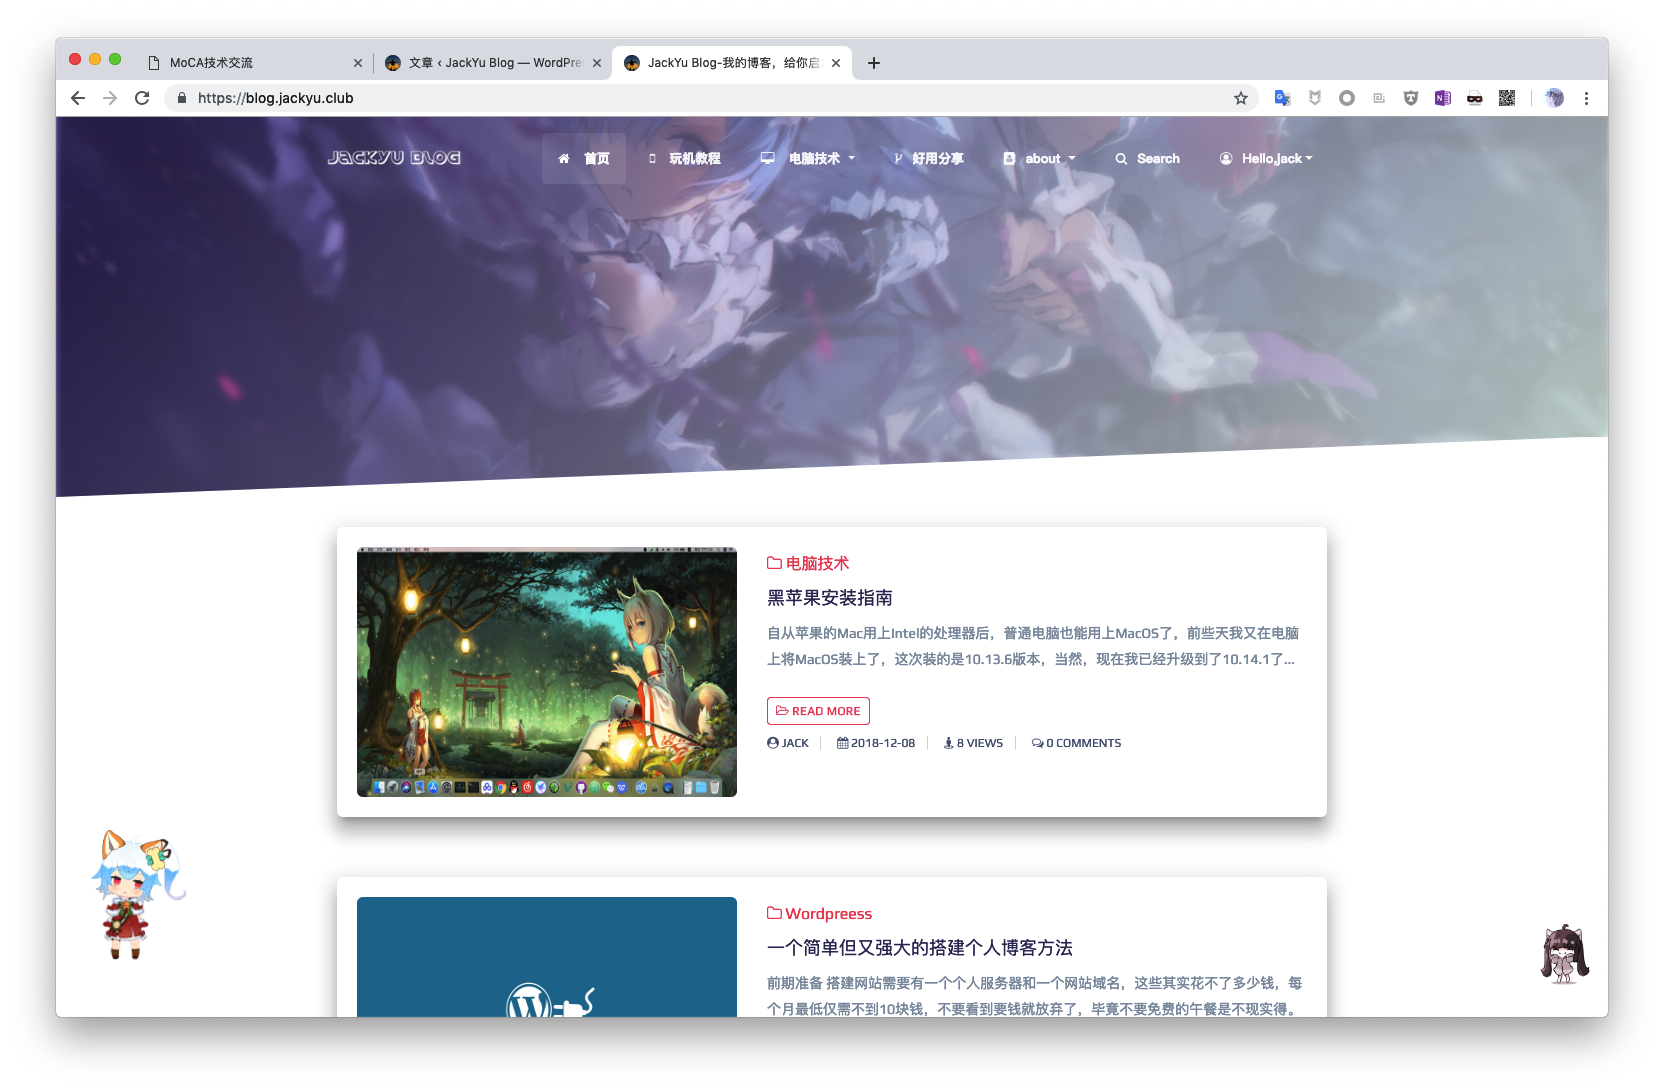 MoCA技术交流
文章 ‹ JackYu Blog — WordPre
JackYu Blog-我的博客，给你启
https://blog.jackyu.club
JACKYU BLOG
首页
玩机教程
电脑技术
好用分享
about
Search
Hello,jack
电脑技术
黑苹果安装指南
自从苹果的Mac用上Intel的处理器后，普通电脑也能用上MacOS了，前些天我又在电脑
上将MacOS装上了，这次装的是10.13.6版本，当然，现在我已经升级到了10.14.1了...
READ MORE
JACK
2018-12-08
8 VIEWS
0 COMMENTS
Wordpreess
一个简单但又强大的搭建个人博客方法
前期准备 搭建网站需要有一个个人服务器和一个网站域名，这些其实花不了多少钱，每
个月最低仅需不到10块钱，不要看到要钱就放弃了，毕竟不要免费的午餐是不现实得。